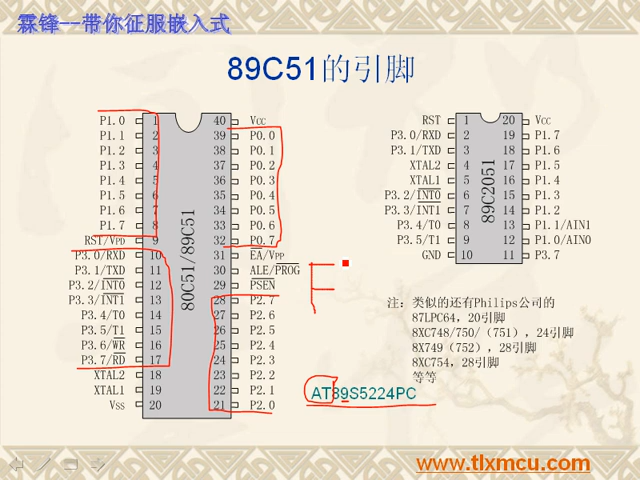 霖锋--带你征服嵌入式
89C51的引脚
P1.0 1 40 Vcc
P1.1 2 39 P0.0
P1.2 3 38 P0.1
P1.3 4 37 P0.2
P1.4 5 36 P0.3
P1.5 6 35 P0.4
P1.6 7 34 P0.5
P1.7 8 33 P0.6
RST/VPD 9 32 P0.7
P3.0/RXD 10 31 EA/VPP
P3.1/TXD 11 30 ALE/PROG
P3.2/INT0 12 29 PSEN
P3.3/INT1 13 28 P2.7
P3.4/T0 14 27 P2.6
P3.5/T1 15 26 P2.5
P3.6/WR 16 25 P2.4
P3.7/RD 17 24 P2.3
XTAL2 18 23 P2.2
XTAL1 19 22 P2.1
Vss 20 21 P2.0
80C51/89C51
RST 1 20 Vcc
P3.0/RXD 2 19 P1.7
P3.1/TXD 3 18 P1.6
XTAL2 4 17 P1.5
XTAL1 5 16 P1.4
P3.2/INT0 6 15 P1.3
P3.3/INT1 7 14 P1.2
P3.4/T0 8 13 P1.1/AIN1
P3.5/T1 9 12 P1.0/AIN0
GND 10 11 P3.7
89C2051
注: 类似的还有Philips公司的
87LPC64，20引脚
8XC748/750/（751），24引脚
8X749（752），28引脚
8XC754，28引脚
等等
AT89S5224PC
www.tlxmcu.com